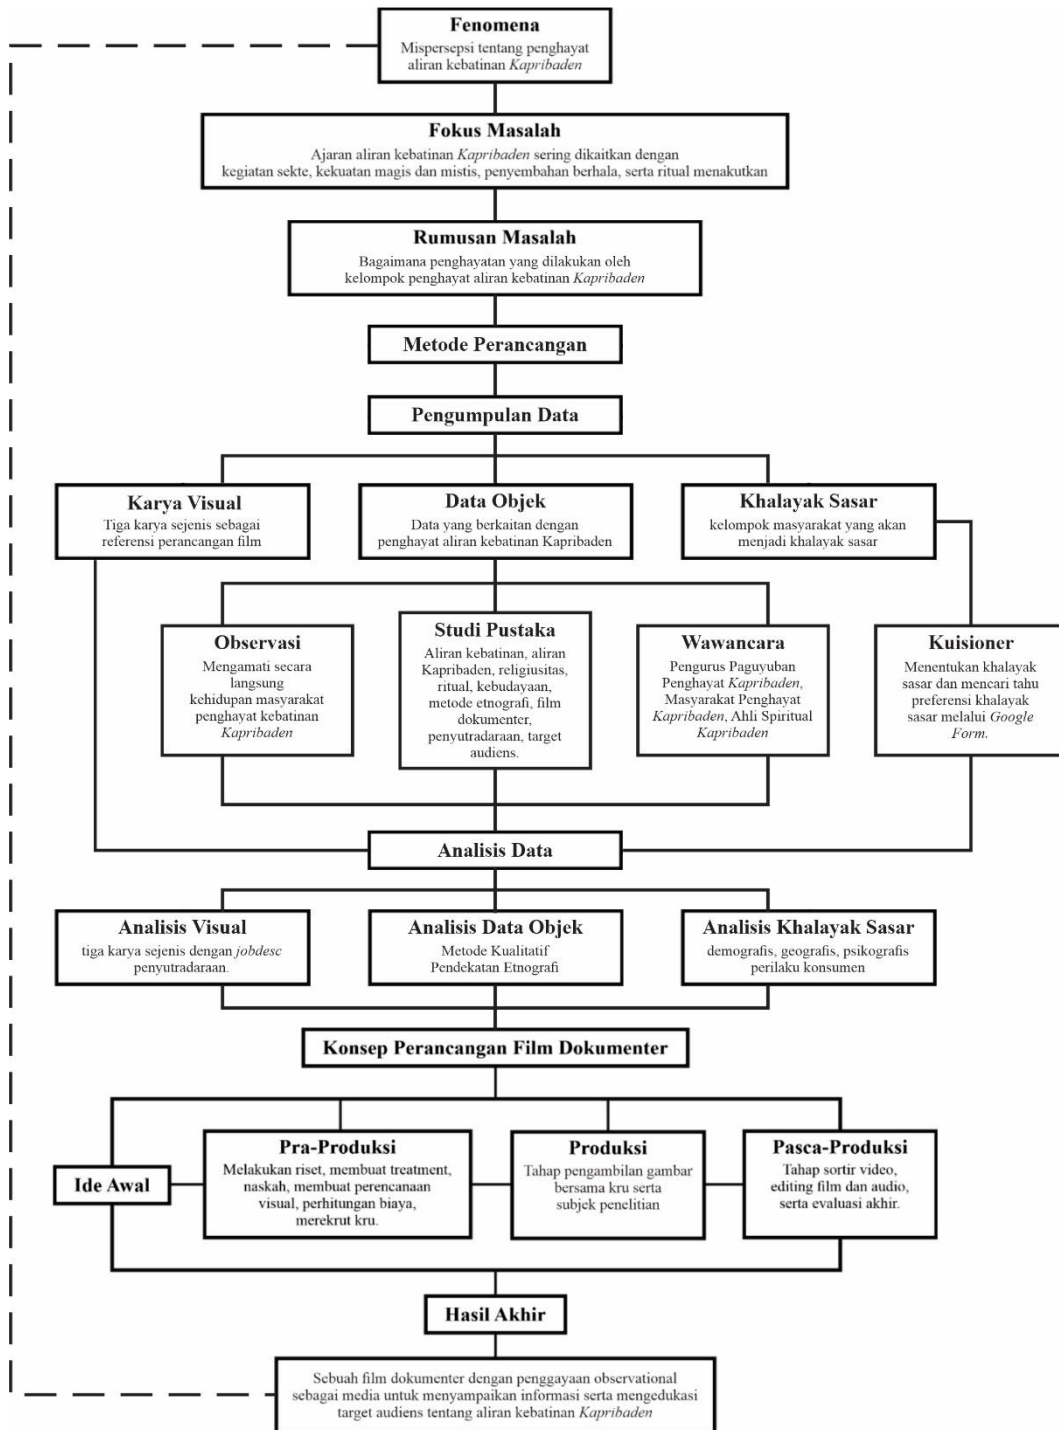 Fenomena
Mispersepsi tentang penghayat
aliran kebatinan Kapribaden
Fokus Masalah
Ajaran aliran kebatinan Kapribaden sering dikaitkan dengan
kegiatan sekte, kekuatan magis dan mistis, penyembahan berhala, serta ritual menakutkan
Rumusan Masalah
Bagaimana penghayatan yang dilakukan oleh
kelompok penghayat aliran kebatinan Kapribaden
Metode Perancangan
Pengumpulan Data
Karya Visual
Tiga karya sejenis sebagai
referensi perancangan film
Data Objek
Data yang berkaitan dengan
penghayat aliran kebatinan Kapribaden
Khalayak Sasar
kelompok masyarakat yang akan
menjadi khalayak sasar
Observasi
Mengamati secara
langsung
kehidupan masyarakat
penghayat kebatinan
Kapribaden
Studi Pustaka
Aliran kebatinan, aliran
Kapribaden, religiusitas,
ritual, kebudayaan,
metode etnografi, film
dokumenter,
penyutradaraan, target
audiens.
Wawancara
Pengurus Paguyuban
Penghayat Kapribaden,
Masyarakat Penghayat
Kapribaden, Ahli Spiritual
Kapribaden
Kuisioner
Menentukan khalayak
sasar dan mencari tahu
preferensi khalayak
sasar melalui Google
Form.
Analisis Data
Analisis Visual
tiga karya sejenis dengan jobdesc
penyutradaraan.
Analisis Data Objek
Metode Kualitatif
Pendekatan Etnografi
Analisis Khalayak Sasar
demografis, geografis, psikografis
perilaku konsumen
Konsep Perancangan Film Dokumenter
Ide Awal
Pra-Produksi
Melakukan riset, membuat treatment,
naskah, membuat perencanaan
visual, perhitungan biaya,
merekrut kru.
Produksi
Tahap pengambilan gambar
bersama kru serta
subjek penelitian
Pasca-Produksi
Tahap sortir video,
editing film dan audio,
serta evaluasi akhir.
Hasil Akhir
Sebuah film dokumenter dengan penggayaan observational
sebagai media untuk menyampaikan informasi serta mengedukasi
target audiens tentang aliran kebatinan Kapribaden